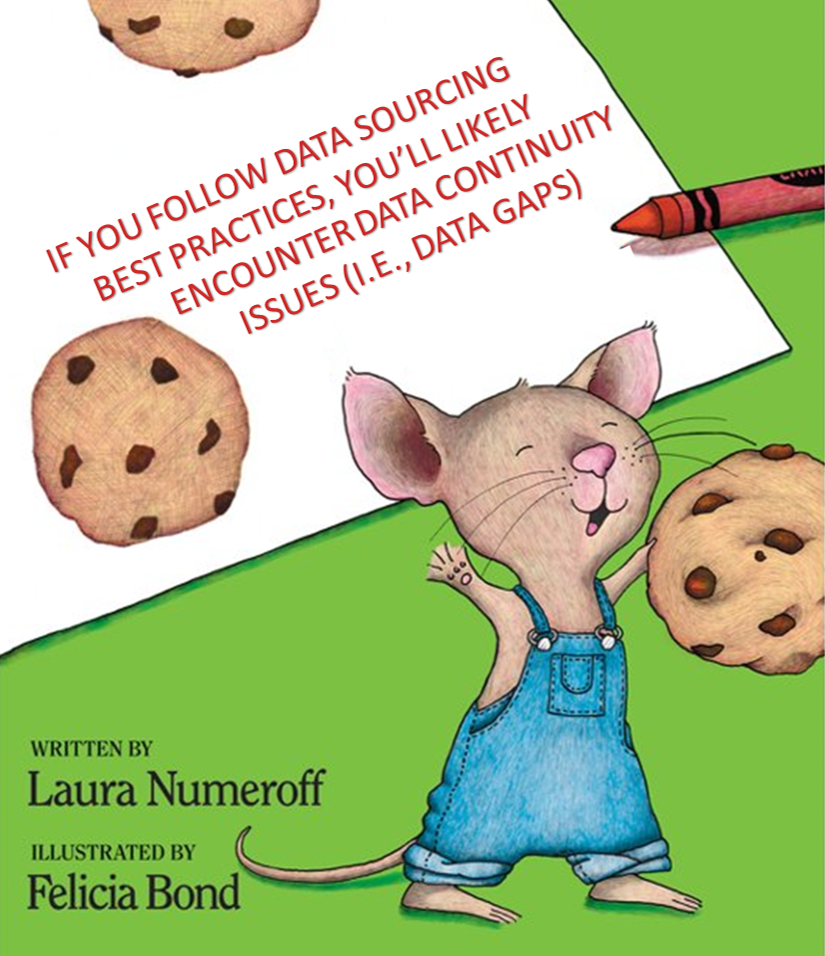 IF YOU FOLLOW DATA SOURCING
BEST PRACTICES, YOU'LL LIKELY
ENCOUNTER DATA CONTINUITY
ISSUES (I.E., DATA GAPS)
WRITTEN BY
Laura Numeroff
ILLUSTRATED BY
Felicia Bond